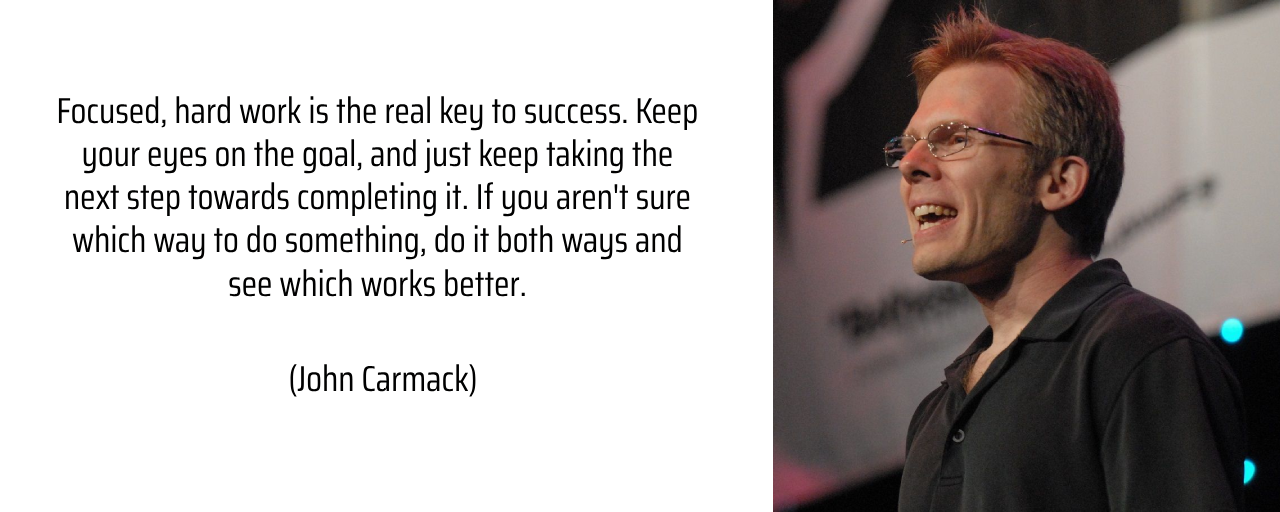 Focused, hard work is the real key to success. Keep
your eyes on the goal, and just keep taking the
next step towards completing it. If you aren't sure
which way to do something, do it both ways and
see which works better.
(John Carmack)